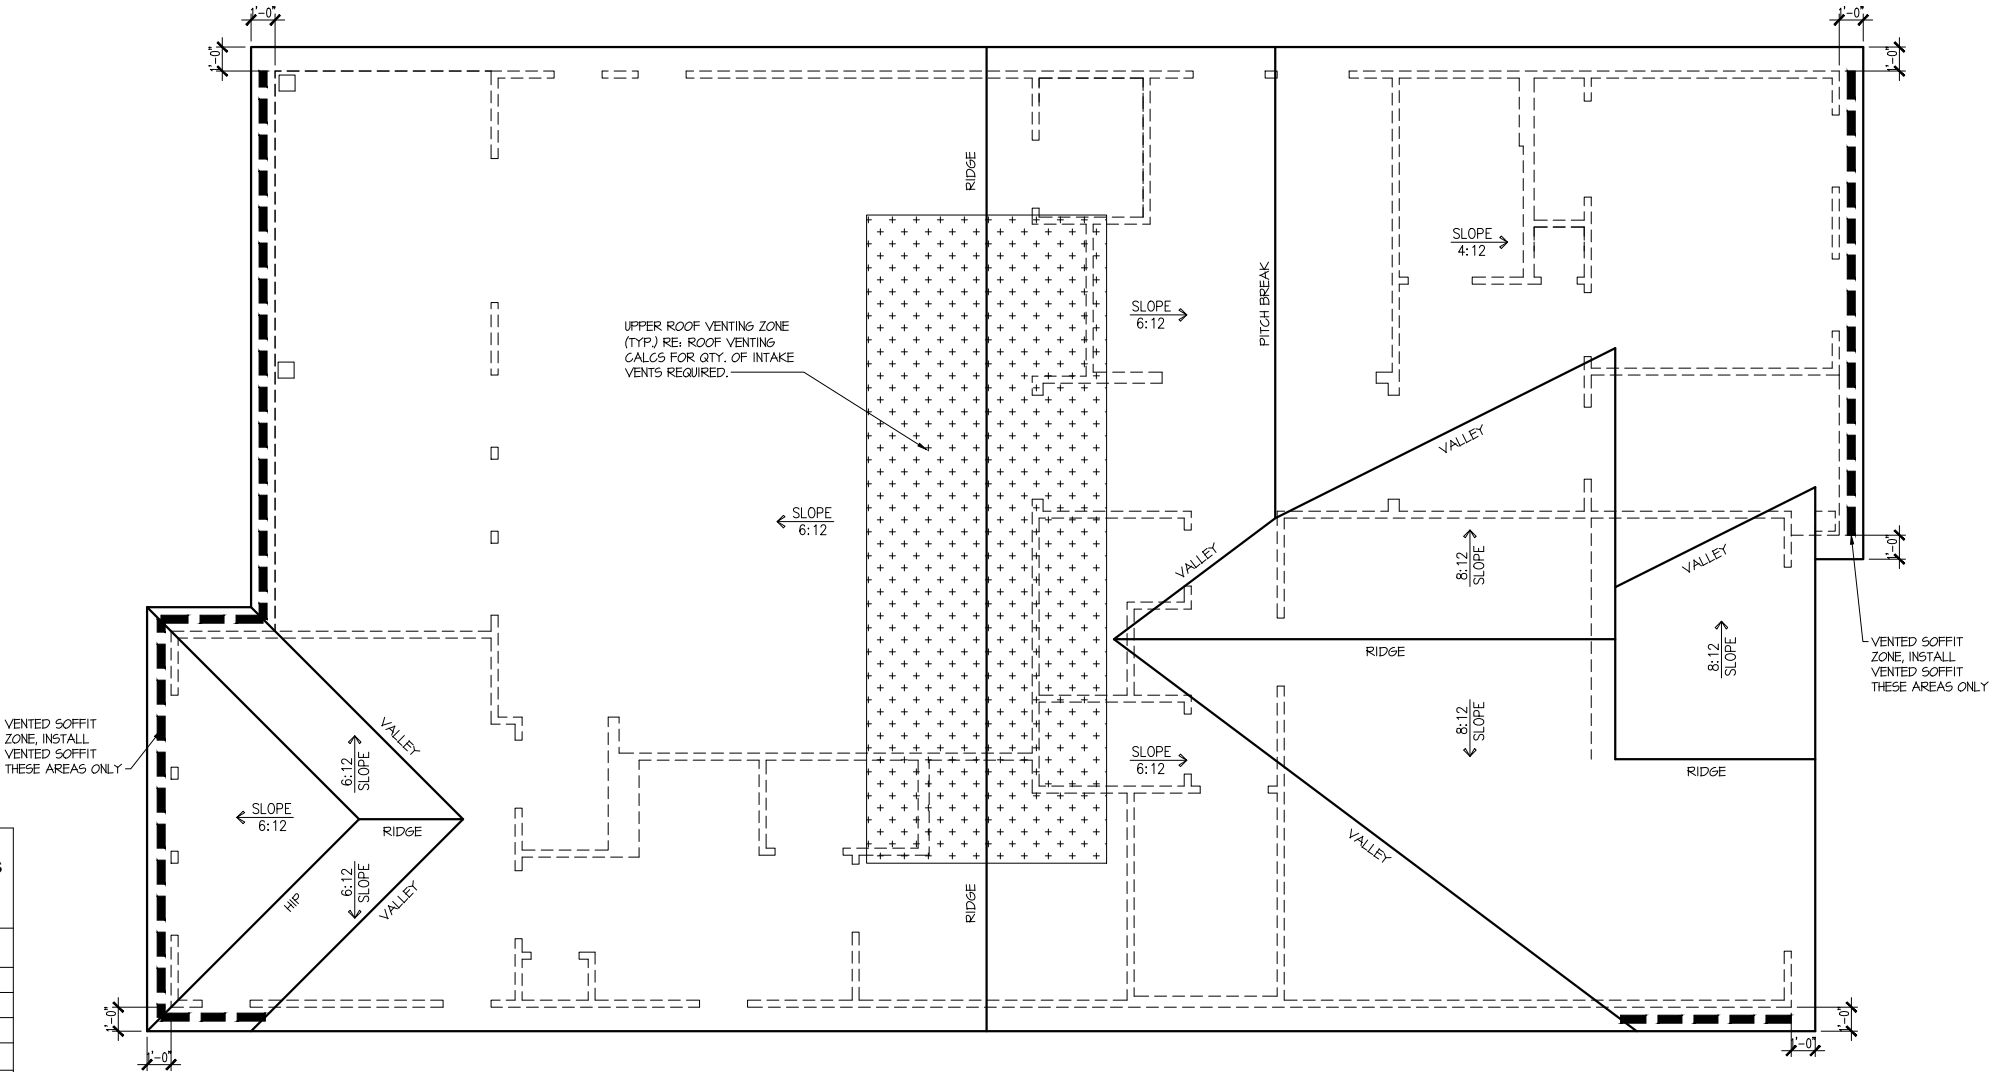 1'-0"
1'-0"
1'-0"
1'-0"
RIDGE
SLOPE
4:12
PITCH BREAK
SLOPE
6:12
UPPER ROOF VENTING ZONE
(TYP.) RE: ROOF VENTING
CALCS FOR QTY. OF INTAKE
VENTS REQUIRED.
VALLEY
SLOPE
6:12
VALLEY
VALLEY
8:12
SLOPE
1'-0"
RIDGE
8:12
SLOPE
VENTED SOFFIT
ZONE, INSTALL
VENTED SOFFIT
THESE AREAS ONLY
VENTED SOFFIT
ZONE, INSTALL
VENTED SOFFIT
THESE AREAS ONLY
VALLEY
6:12
SLOPE
8:12
SLOPE
SLOPE
6:12
RIDGE
SLOPE
6:12
RIDGE
6:12
SLOPE
HIP
VALLEY
RIDGE
VALLEY
S
1'-0"
1'-0"
1'-0"
1'-0"